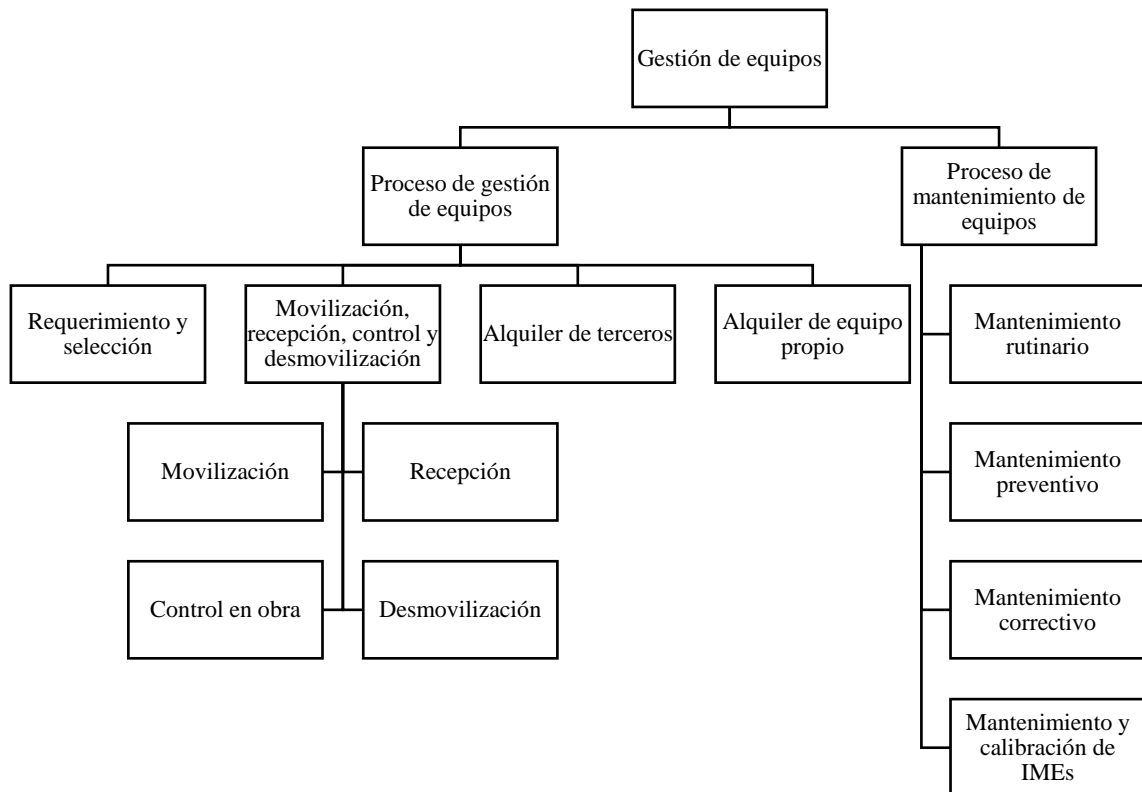 Gestión de equipos
Proceso de gestión
de equipos
Proceso de
mantenimiento de
equipos
Requerimiento y
selección
Movilización,
recepción, control y
desmovilización
Alquiler de terceros
Alquiler de equipo
propio
Movilización
Recepción
Control en obra
Desmovilización
Mantenimiento
rutinario
Mantenimiento
preventivo
Mantenimiento
correctivo
Mantenimiento y
calibración de
IMEs